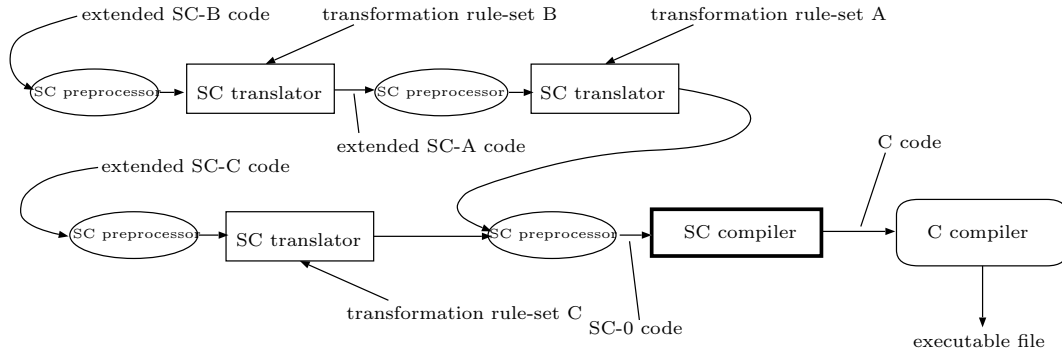 extended SC-B code
transformation rule-set B
transformation rule-set A
SC preprocessor
SC translator
SC preprocessor
SC translator
extended SC-A code
C code
extended SC-C code
SC preprocessor
SC translator
SC preprocessor
SC compiler
C compiler
transformation rule-set C
SC-0 code
executable file